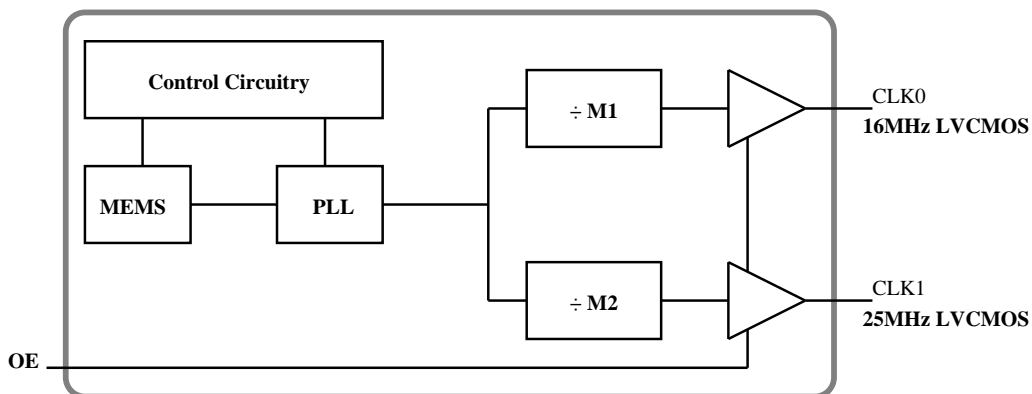 Control Circuitry
÷ M1
CLK0
16MHz LVCMOS
MEMS
PLL
÷ M2
CLK1
25MHz LVCMOS
OE